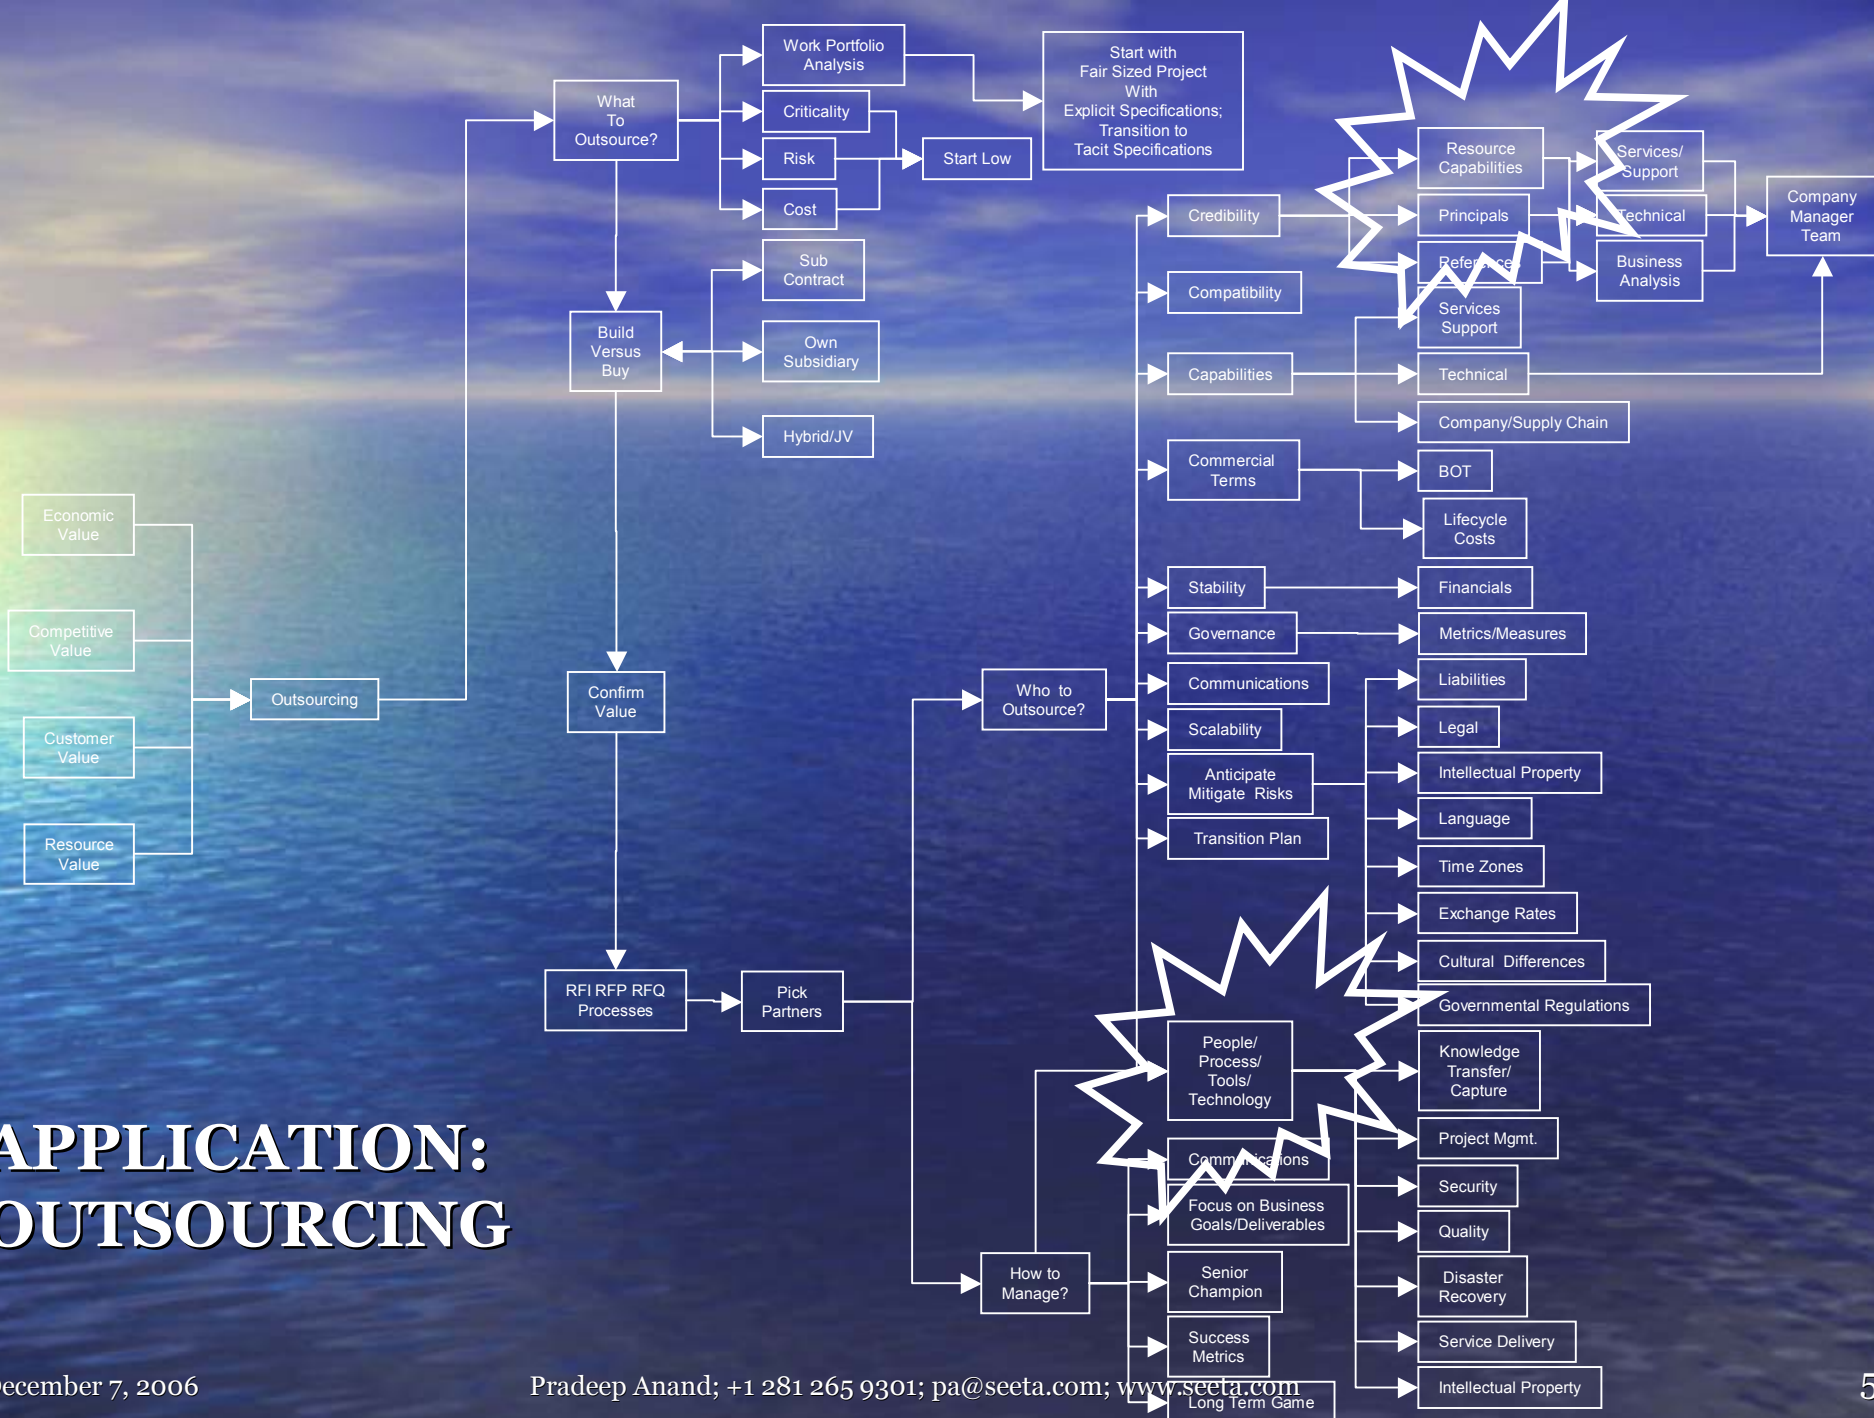 Work Portfolio
Analysis
Criticality
Risk
Cost
What
To
Outsource?
Start Low
Start with
Fair Sized Project
With
Explicit Specifications;
Transition to
Tacit Specifications
Sub
Contract
Own
Subsidiary
Hybrid/JV
Build
Versus
Buy
Economic
Value
Competitive
Value
Customer
Value
Resource
Value
Outsourcing
Confirm
Value
RFI RFP RFQ
Processes
Pick
Partners
Who to
Outsource?
How to
Manage?
Credibility
Compatibility
Capabilities
Commercial
Terms
Stability
Governance
Communications
Scalability
Anticipate
Mitigate Risks
Transition Plan
People/
Process/
Tools/
Technology
Communications
Focus on Business
Goals/Deliverables
Senior
Champion
Success
Metrics
Long Term Game
Resource
Capabilities
Principals
References
Services
Support
Technical
Company/Supply Chain
BOT
Lifecycle
Costs
Financials
Metrics/Measures
Liabilities
Legal
Intellectual Property
Language
Time Zones
Exchange Rates
Cultural Differences
Governmental Regulations
Knowledge
Transfer/
Capture
Project Mgmt.
Security
Quality
Disaster
Recovery
Service Delivery
Intellectual Property
Services/
Support
Technical
Business
Analysis
Company
Manager
Team
APPLICATION:
OUTSOURCING
December 7, 2006
Pradeep Anand; +1 281 265 9301; pa@seeta.com; www.seeta.com
5